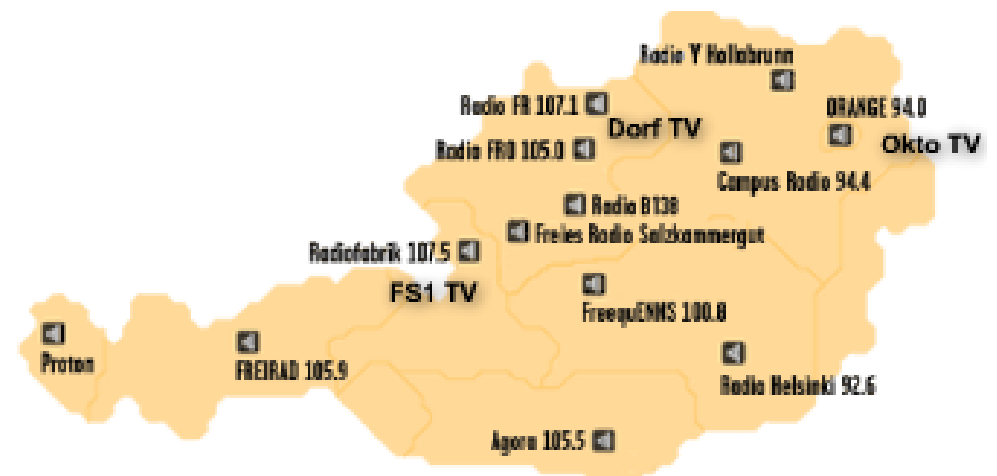 Radio Y Hollabrunn
Radio FR 107.1
ORANGE 94.0
Dorf TV
Okto TV
Radio FRO 105.0
Campus Radio 94.4
Radio B138
Freies Radio Salzkammergut
Radiofabrik 107.5
FS1 TV
FreequENNS 100.8
Proton
FREIRAD 105.9
Radio Helsinki 92.6
Agora 105.5